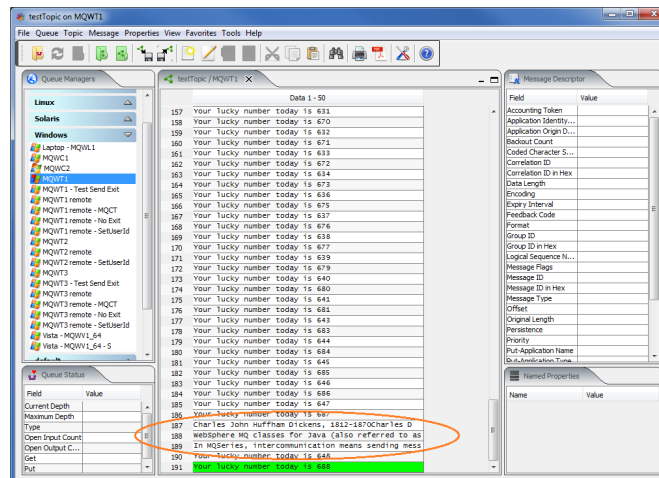 testTopic on MQWT1
File Queue Topic Message Properties View Favorites Tools Help
Queue Managers
Linux
Solaris
Windows
Laptop - MQWL1
MQWC1
MQWC2
MQWT1
MQWT1 - Test Send Exit
MQWT1 remote
MQWT1 remote - MQCT
MQWT1 remote - No Exit
MQWT1 remote - SetUserId
MQWT2
MQWT2 remote
MQWT2 remote - SetUserId
MQWT3
MQWT3 - Test Send Exit
MQWT3 remote
MQWT3 remote - MQCT
MQWT3 remote - No Exit
MQWT3 remote - SetUserId
Vista - MQWV1_64
Vista - MQWV1_64 - S
default
Queue Status
Field Value
Current Depth
Maximum Depth
Type
Open Input Count
Open Output C...
Get
Put
testTopic / MQWT1
Data 1 - 50
157 Your lucky number today is 631
158 Your lucky number today is 670
159 Your lucky number today is 632
160 Your lucky number today is 671
161 Your lucky number today is 633
162 Your lucky number today is 672
163 Your lucky number today is 634
164 Your lucky number today is 673
165 Your lucky number today is 636
166 Your lucky number today is 675
167 Your lucky number today is 637
168 Your lucky number today is 676
169 Your lucky number today is 638
170 Your lucky number today is 677
171 Your lucky number today is 639
172 Your lucky number today is 679
173 Your lucky number today is 640
174 Your lucky number today is 680
175 Your lucky number today is 641
176 Your lucky number today is 681
177 Your lucky number today is 643
178 Your lucky number today is 683
179 Your lucky number today is 644
180 Your lucky number today is 684
181 Your lucky number today is 645
182 Your lucky number today is 685
183 Your lucky number today is 646
184 Your lucky number today is 686
185 Your lucky number today is 647
186 Your lucky number today is 687
187 Charles John Huffham Dickens, 1812-1870Charles D
188 WebSphere MQ classes for Java (also referred to as
189 In MQSeries, intercommunication means sending mess
190 Your lucky number today is 648
191 Your lucky number today is 688
Message Descriptor
Field Value
Accounting Token
Application Identity...
Application Origin D...
Backout Count
Coded Character S...
Correlation ID
Correlation ID in Hex
Data Length
Encoding
Expiry Interval
Feedback Code
Format
Group ID
Group ID in Hex
Logical Sequence N...
Message Flags
Message ID
Message ID in Hex
Message Type
Offset
Original Length
Persistence
Priority
Put-Application Name
Put-Application Type
Named Properties
Name Value